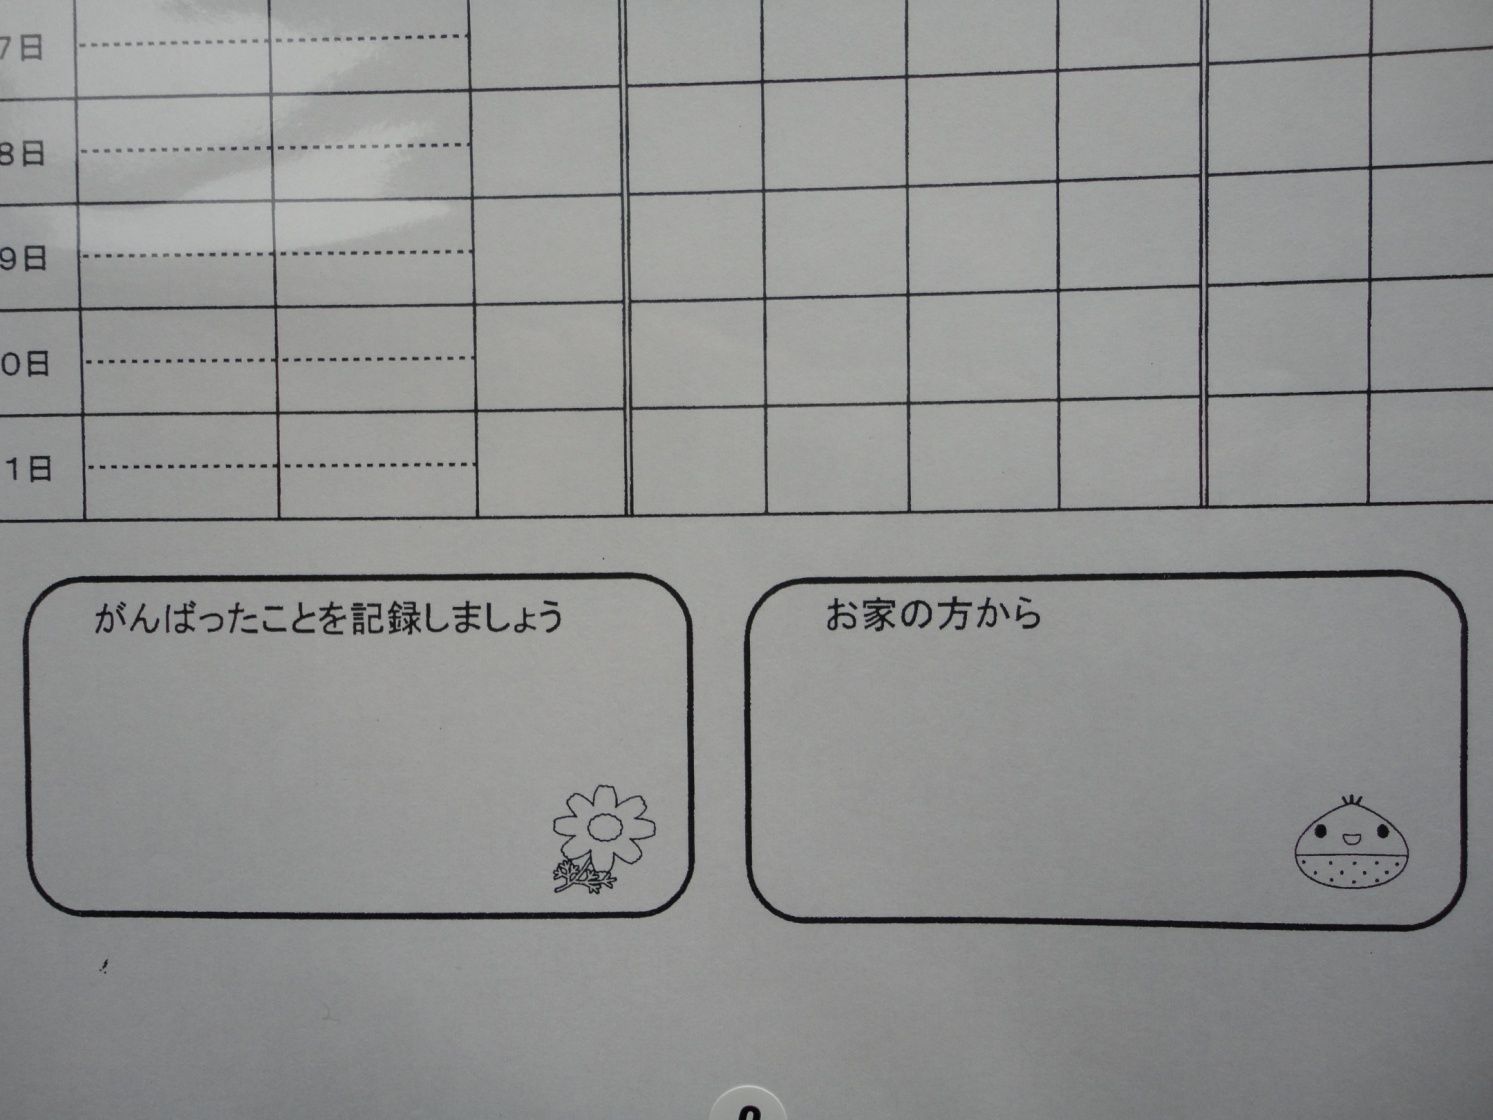 7日
8日
9日
0日
1日
がんばったことを記録しましょう
お家の方から